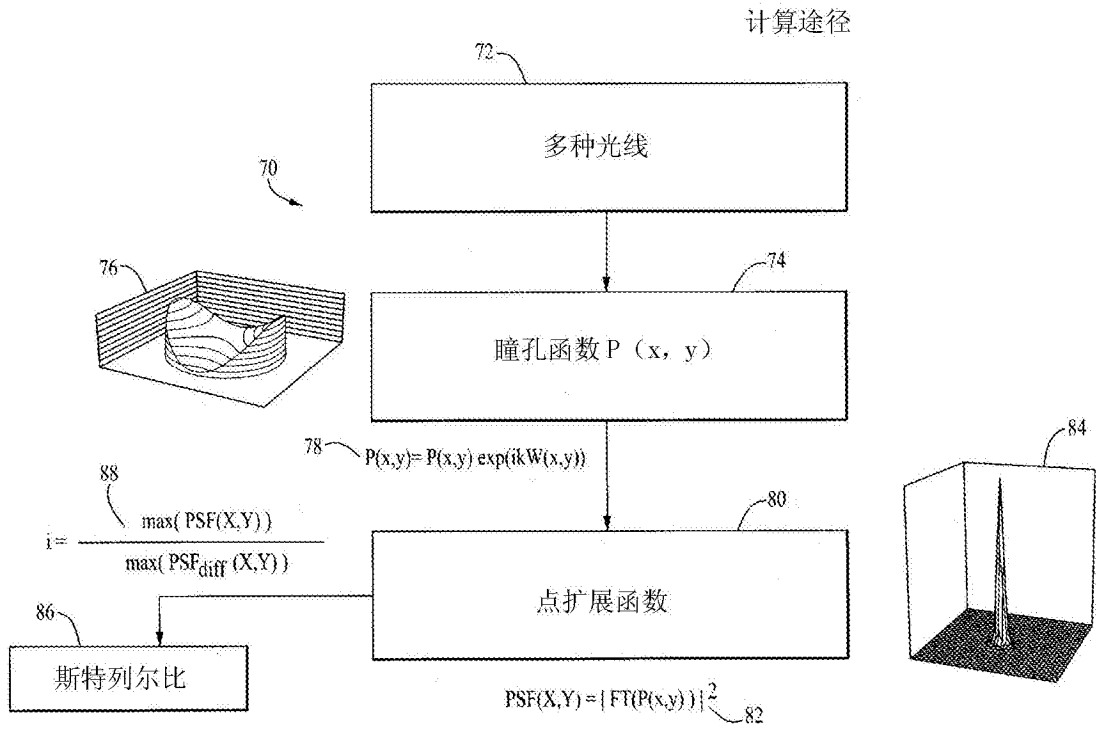 计算途径
72
多种光线
70
76
74
瞳孔函数 P（x，y）
78
P(x,y)= P(x,y) exp(ikW(x,y))
84
88
i = max( PSF(X,Y) )
max( PSF diff (X,Y) )
80
点扩展函数
86
斯特列尔比
PSF(X,Y) = | FT(P(x,y) ) | 2
82